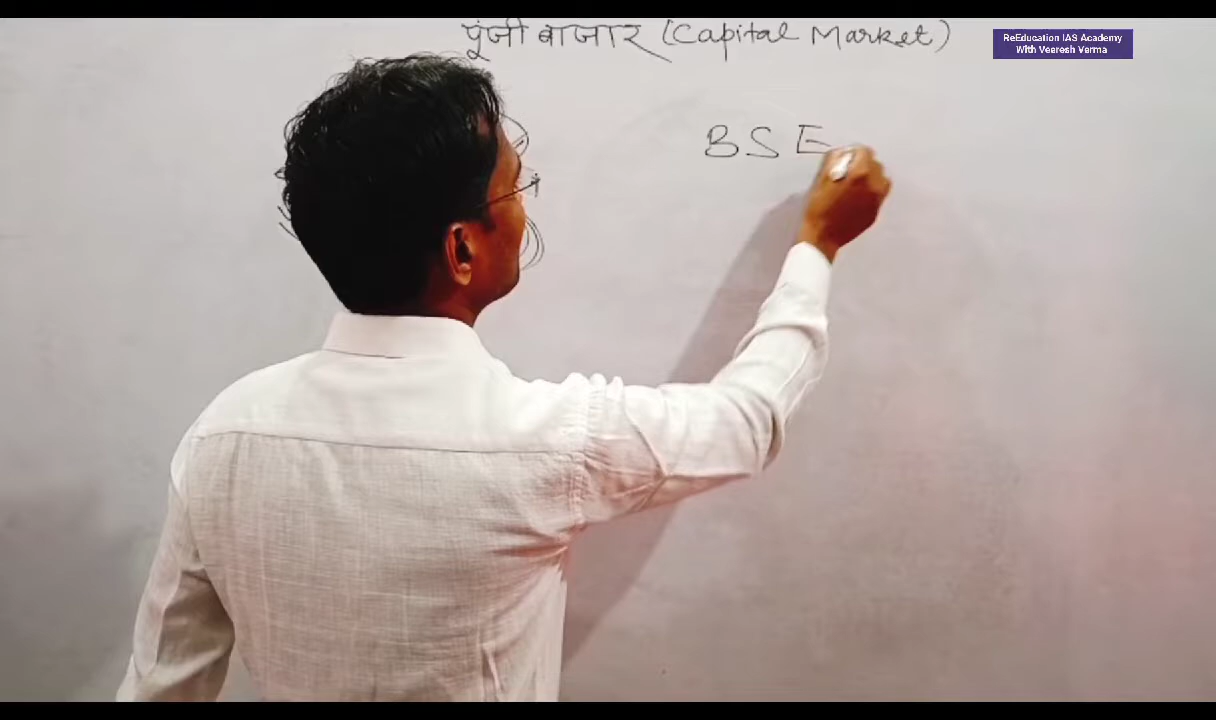 पूंजी बाजार (Capital Market)
ReEducation IAS Academy
With Veeresh Verma
BSE